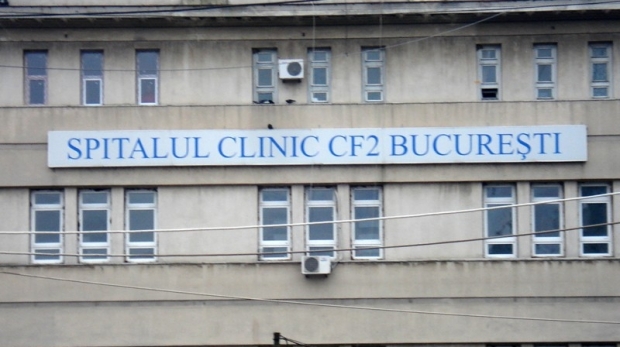 SPITALUL CLINIC CF2 BUCUREŞTI